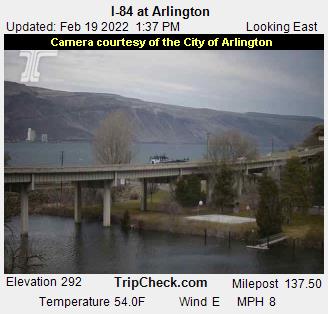 I-84 at Arlington
Updated: Feb 19 2022 1:37 PM Looking East
Camera courtesy of the City of Arlington
Elevation 292 TripCheck.com Milepost 137.50
Temperature 54.0F Wind E MPH 8